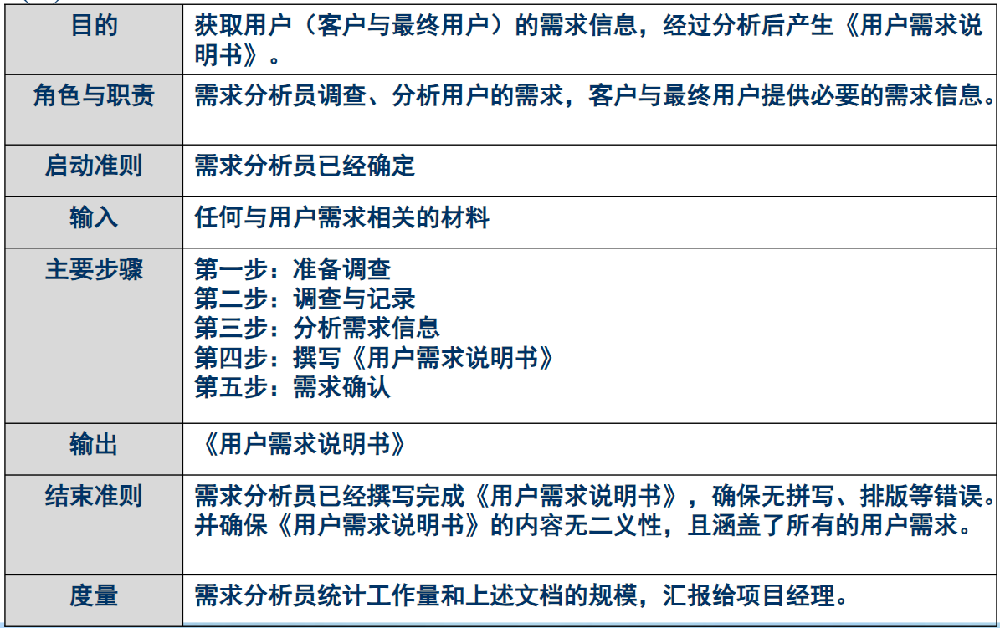 目的
获取用户（客户与最终用户）的需求信息，经过分析后产生《用户需求说
明书》。
角色与职责
需求分析员调查、分析用户的需求，客户与最终用户提供必要的需求信息。
启动准则
需求分析员已经确定
输入
任何与用户需求相关的材料
主要步骤
第一步：准备调查
第二步：调查与记录
第三步：分析需求信息
第四步：撰写《用户需求说明书》
第五步：需求确认
输出
《用户需求说明书》
结束准则
需求分析员已经撰写完成《用户需求说明书》，确保无拼写、排版等错误。
并确保《用户需求说明书》的内容无二义性，且涵盖了所有的用户需求。
度量
需求分析员统计工作量和上述文档的规模，汇报给项目经理。